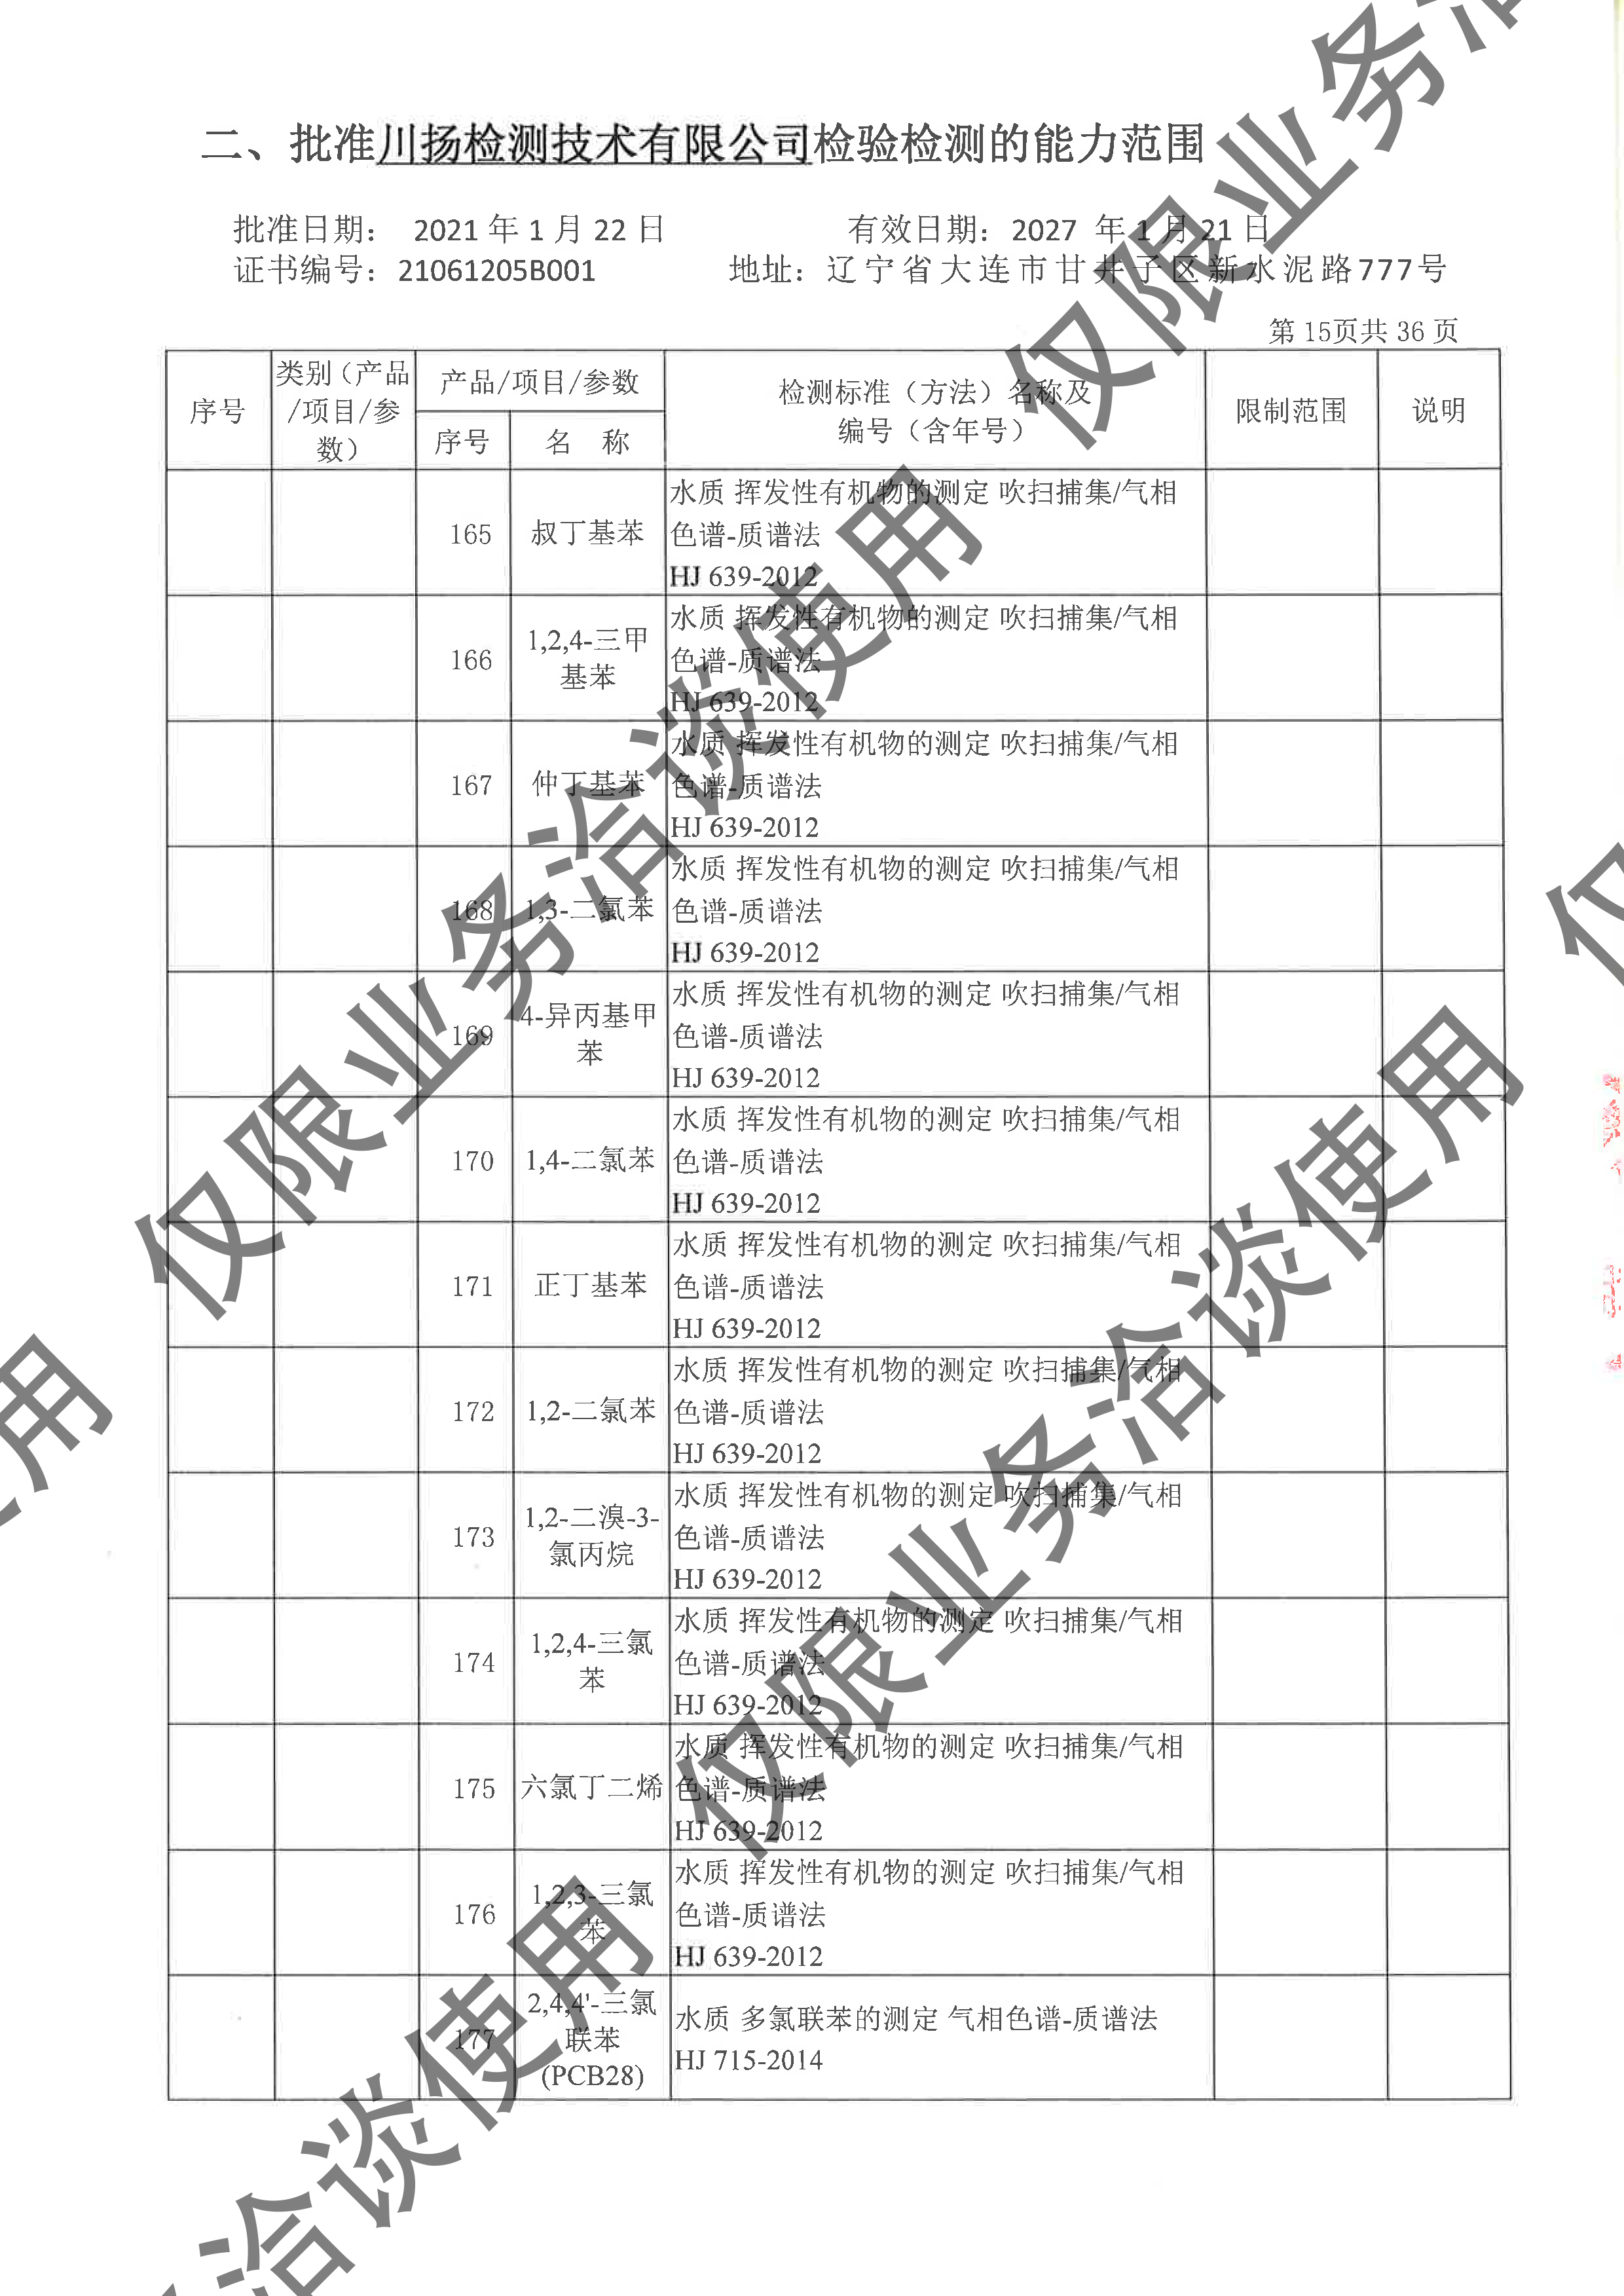 二、批准川扬检测技术有限公司检验检测的能力范围
批准日期： 2021 年 1 月 22 日 有效日期：2027 年 1 月 21 日
证书编号：21061205B001 地址：辽宁省大连市甘井子区新水泥路777号
第 15页共 36 页
序号 类别（产品/项目/参数） 产品/项目/参数 检测标准（方法）名称及编号（含年号） 限制范围 说明
序号 名 称
165 叔丁基苯 水质 挥发性有机物的测定 吹扫捕集/气相
色谱-质谱法
HJ 639-2012
166 1,2,4-三甲基苯 水质 挥发性有机物的测定 吹扫捕集/气相
色谱-质谱法
HJ 639-2012
167 仲丁基苯 水质 挥发性有机物的测定 吹扫捕集/气相
色谱-质谱法
HJ 639-2012
168 1,3-二氯苯 水质 挥发性有机物的测定 吹扫捕集/气相
色谱-质谱法
HJ 639-2012
169 4-异丙基甲苯 水质 挥发性有机物的测定 吹扫捕集/气相
色谱-质谱法
HJ 639-2012
170 1,4-二氯苯 水质 挥发性有机物的测定 吹扫捕集/气相
色谱-质谱法
HJ 639-2012
171 正丁基苯 水质 挥发性有机物的测定 吹扫捕集/气相
色谱-质谱法
HJ 639-2012
172 1,2-二氯苯 水质 挥发性有机物的测定 吹扫捕集/气相
色谱-质谱法
HJ 639-2012
173 1,2-二溴-3-氯丙烷 水质 挥发性有机物的测定 吹扫捕集/气相
色谱-质谱法
HJ 639-2012
174 1,2,4-三氯苯 水质 挥发性有机物的测定 吹扫捕集/气相
色谱-质谱法
HJ 639-2012
175 六氯丁二烯 水质 挥发性有机物的测定 吹扫捕集/气相
色谱-质谱法
HJ 639-2012
176 1,2,3-三氯苯 水质 挥发性有机物的测定 吹扫捕集/气相
色谱-质谱法
HJ 639-2012
177 2,4,4'-三氯联苯(PCB28) 水质 多氯联苯的测定 气相色谱-质谱法
HJ 715-2014
仅限业务洽
仅限业务洽谈使用
仅限业务洽谈使用
仅
使用
洽谈使用